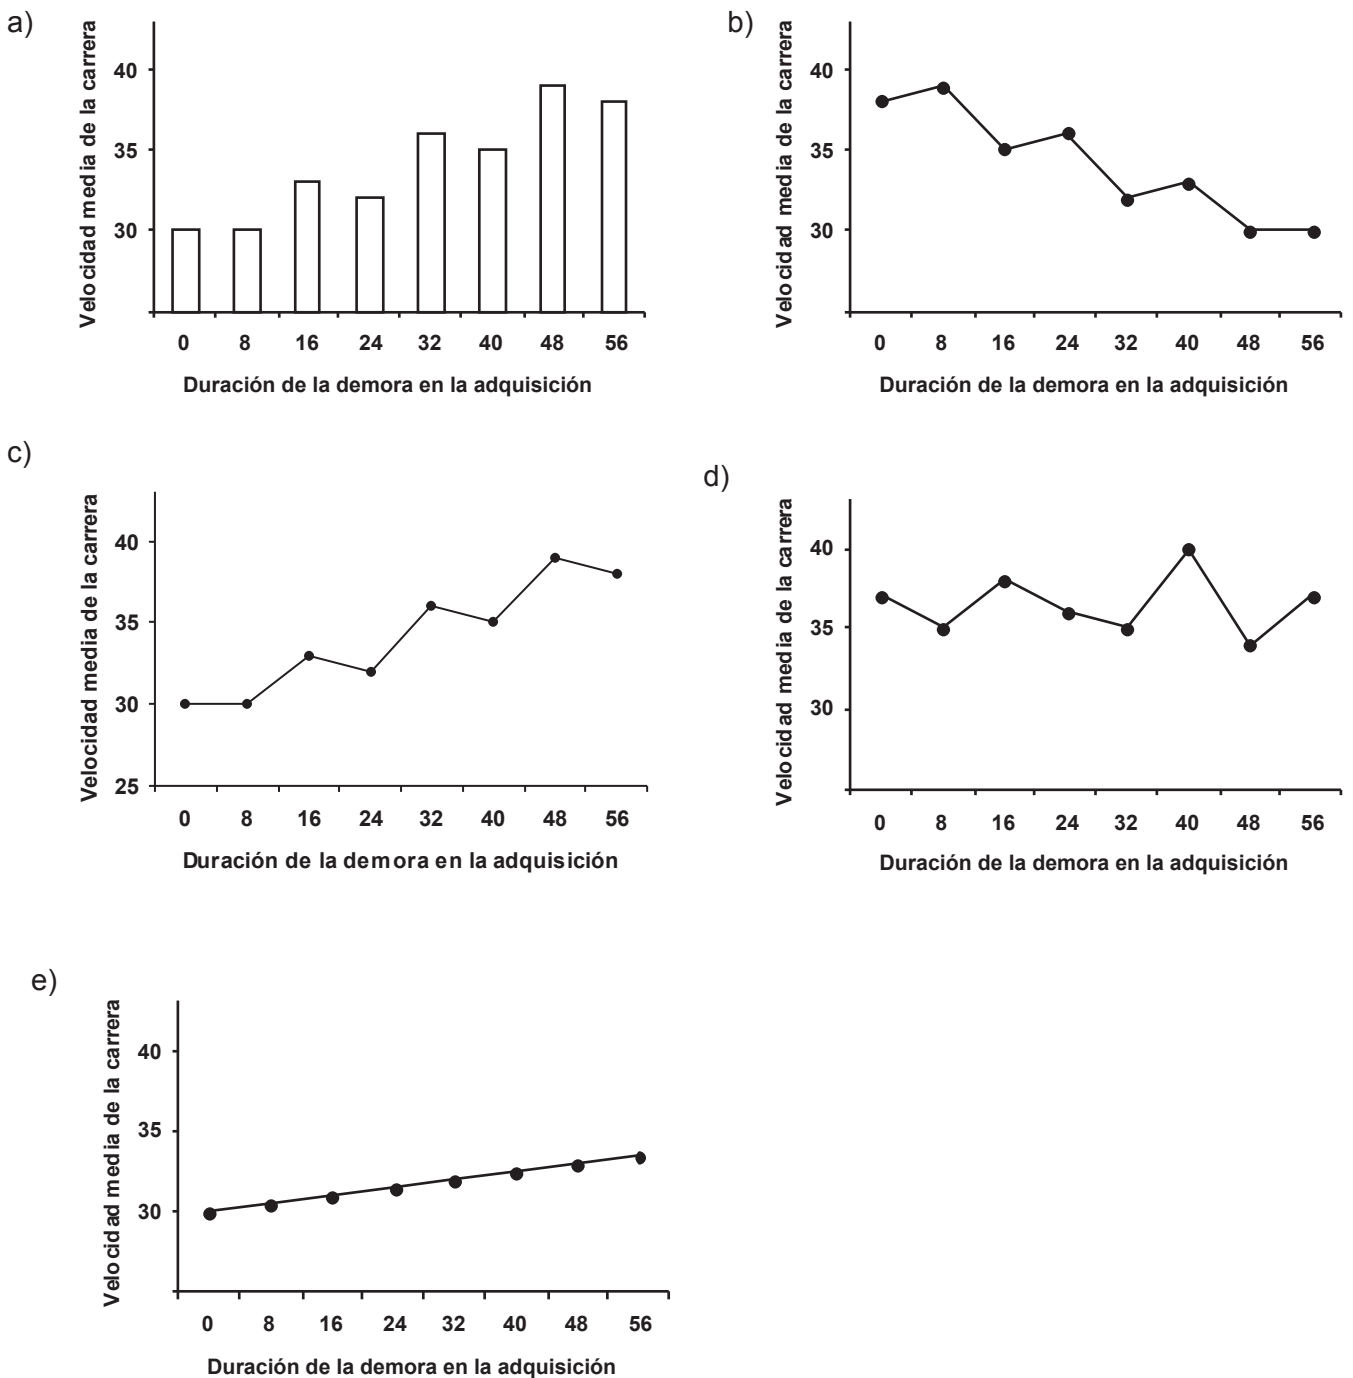 a)
Velocidad media de la carrera
40
35
30
0 8 16 24 32 40 48 56
Duración de la demora en la adquisición
b)
Velocidad media de la carrera
40
35
30
0 8 16 24 32 40 48 56
Duración de la demora en la adquisición
c)
Velocidad media de la carrera
40
35
30
25
0 8 16 24 32 40 48 56
Duración de la demora en la adquisición
d)
Velocidad media de la carrera
40
35
30
0 8 16 24 32 40 48 56
Duración de la demora en la adquisición
e)
Velocidad media de la carrera
40
35
30
0 8 16 24 32 40 48 56
Duración de la demora en la adquisición